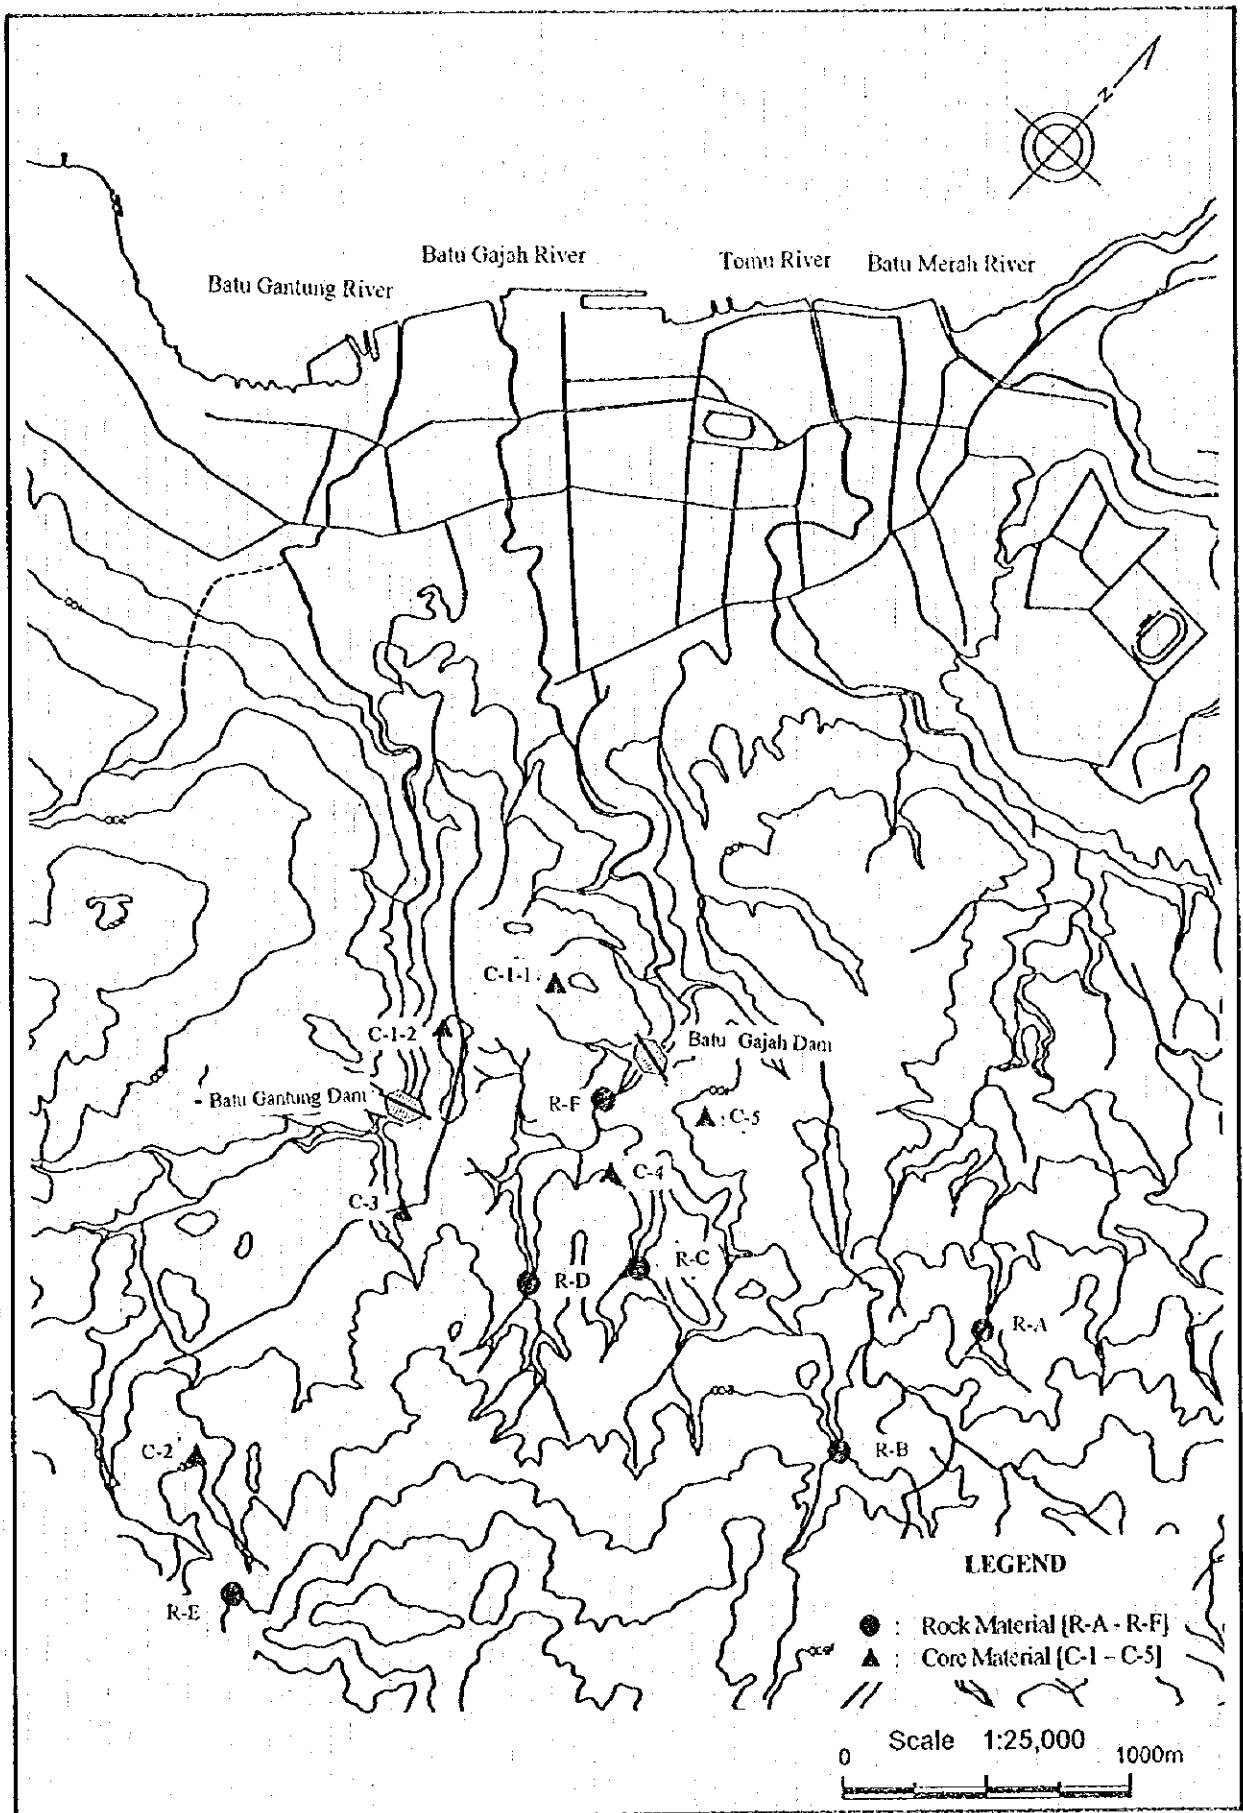 N
Batu Gajah River
Tomu River
Batu Merah River
Batu Gantung River
C-1-1
C-1-2
Batu Gajah Dam
Batu Gantung Dam
R-F
C-5
C-4
C-3
R-C
R-D
R-A
C-2
R-B
R-E
LEGEND
: Rock Material [R-A - R-F]
: Core Material [C-1 – C-5]
Scale 1:25,000
0 1000m